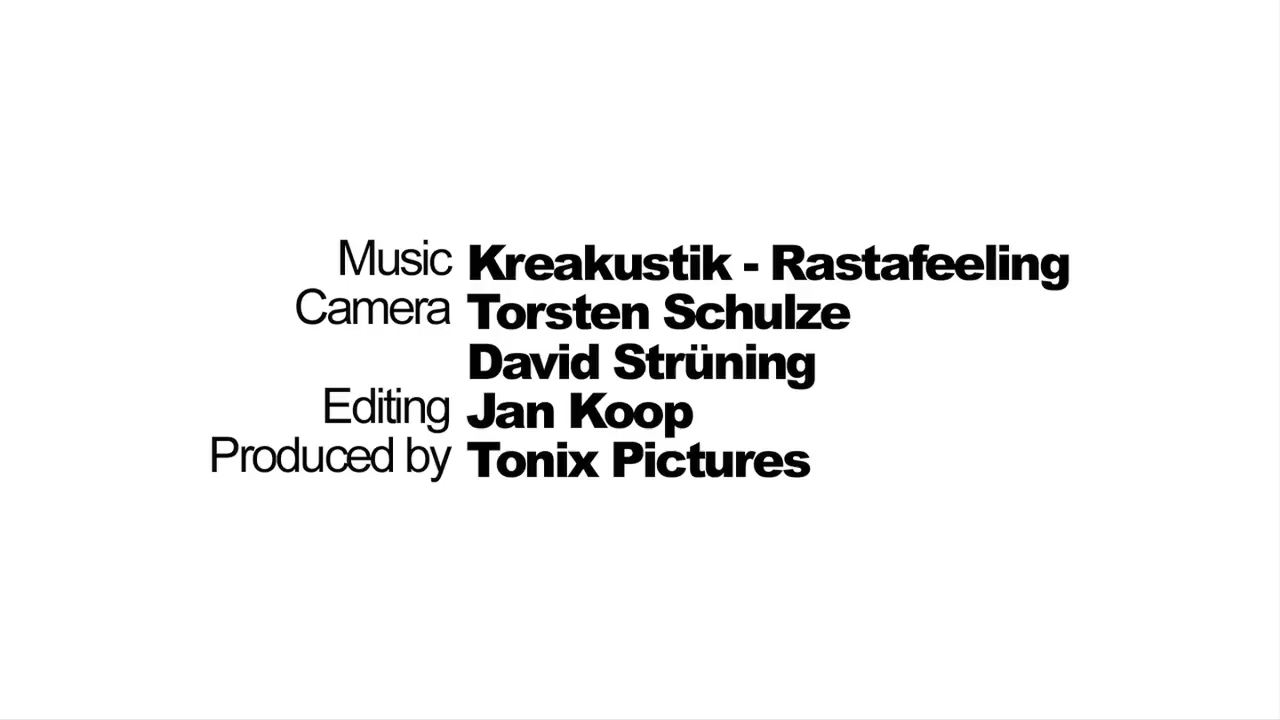 Music Kreakustik - Rastafeeling
Camera Torsten Schulze
David Strüning
Editing Jan Koop
Produced by Tonix Pictures